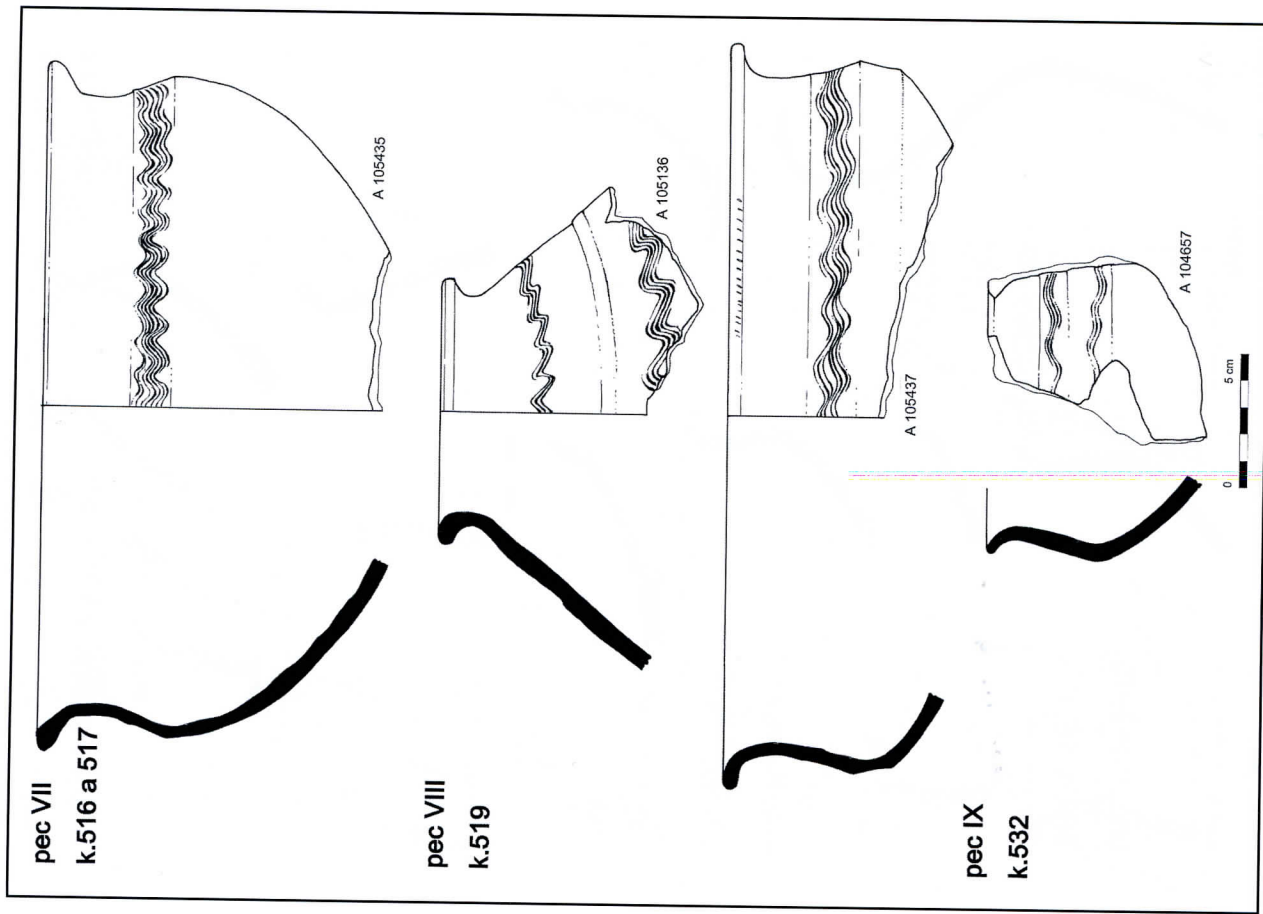 pec VII
k.516 a 517
A 105435
pec VIII
k.519
A 105136
A 105437
pec IX
k.532
A 104657
0 5 cm